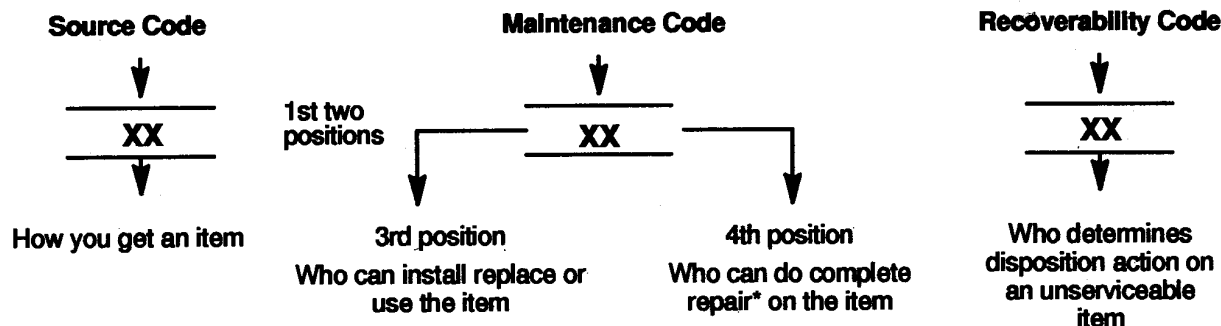 Source Code
Maintenance Code
Recoverability Code
XX
1st two
positions
XX
XX
How you get an item
3rd position
Who can install replace or
use the item
4th position
Who can do complete
repair* on the item
Who determines
disposition action on
an unserviceable
item